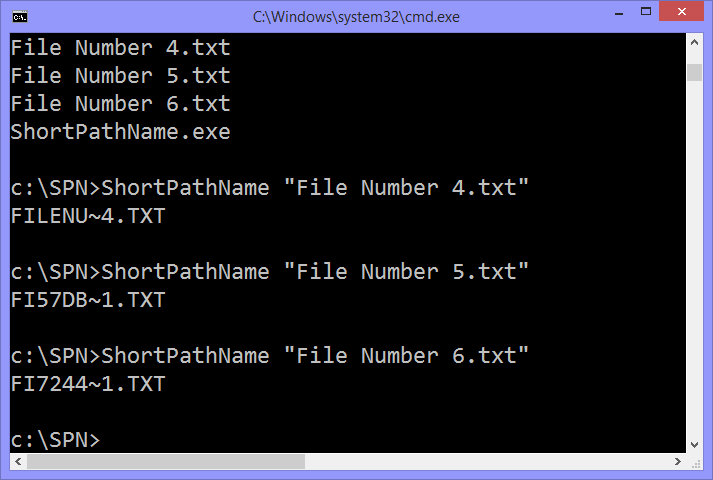 C:\Windows\system32\cmd.exe
File Number 4.txt
File Number 5.txt
File Number 6.txt
ShortPathName.exe
c:\SPN>ShortPathName "File Number 4.txt"
FILENU~4.TXT
c:\SPN>ShortPathName "File Number 5.txt"
FI57DB~1.TXT
c:\SPN>ShortPathName "File Number 6.txt"
FI7244~1.TXT
c:\SPN>